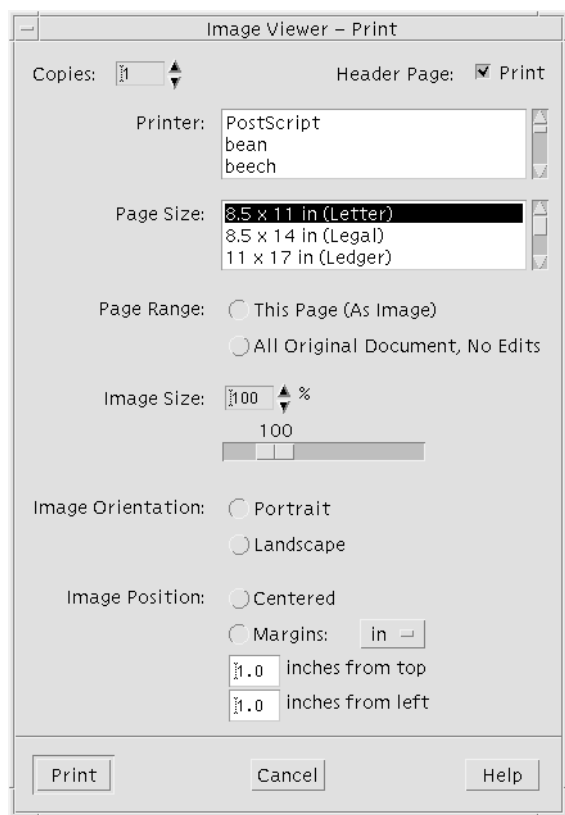 Image Viewer – Print
Copies: 1
Header Page: Print
Printer: PostScript
bean
beech
Page Size: 8.5 x 11 in (Letter)
8.5 x 14 in (Legal)
11 x 17 in (Ledger)
Page Range: This Page (As Image)
All Original Document, No Edits
Image Size: 100 %
100
Image Orientation: Portrait
Landscape
Image Position: Centered
Margins: in
1.0 inches from top
1.0 inches from left
Print Cancel Help